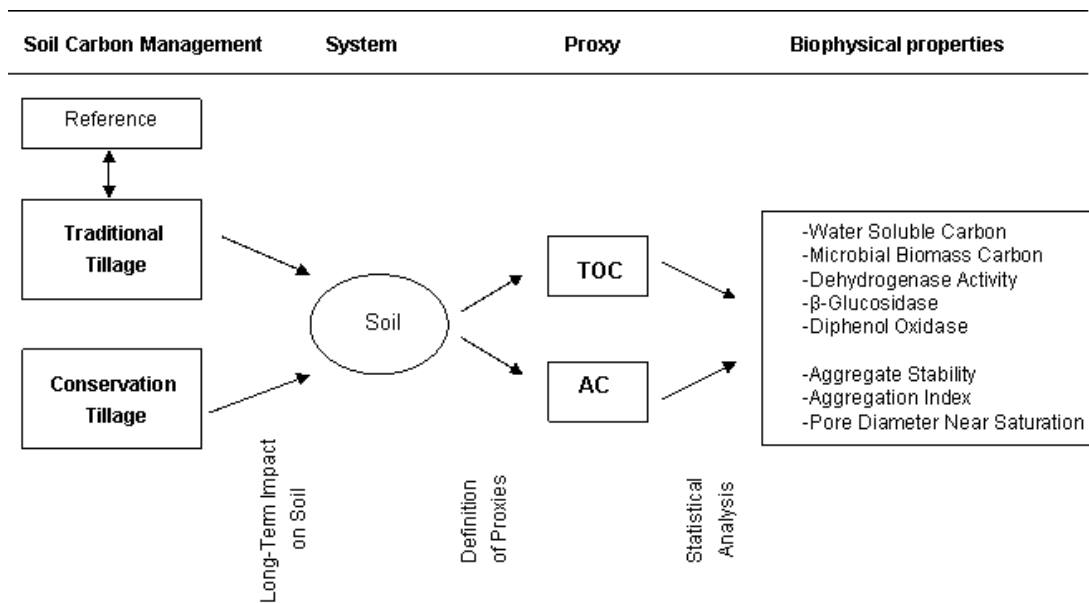 Soil Carbon Management System Proxy Biophysical properties
Reference
Traditional
Tillage
Conservation
Tillage
Soil
TOC
AC
-Water Soluble Carbon
-Microbial Biomass Carbon
-Dehydrogenase Activity
-β-Glucosidase
-Diphenol Oxidase
-Aggregate Stability
-Aggregation Index
-Pore Diameter Near Saturation
Long-Term Impact
on Soil
Definition
of Proxies
Statistical
Analysis